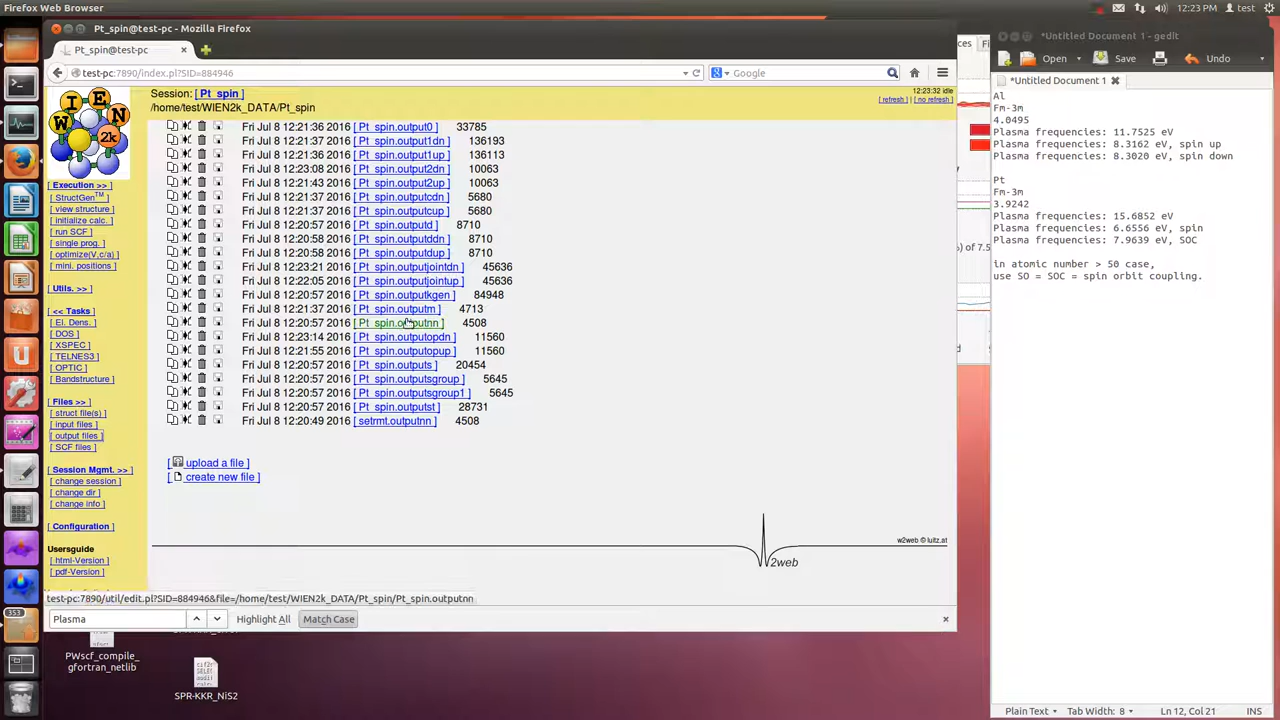 Firefox Web Browser
12:23 PM
test
Pt_spin@test-pc - Mozilla Firefox
Pt_spin@test-pc
test-pc:7890/index.pl?SID=884946
Google
Session: [ Pt_spin ]
/home/test/WIEN2k_DATA/Pt_spin
12:23:32 idle
[ refresh ] [ no refresh ]
W I E N 2k
[ Execution >> ]
[ StructGen™ ]
[ view structure ]
[ initialize calc. ]
[ run SCF ]
[ single prog. ]
[ optimize(V,c/a) ]
[ mini. positions ]
[ Utils. >> ]
[ << Tasks ]
[ El. Dens. ]
[ DOS ]
[ XSPEC ]
[ TELNES3 ]
[ OPTIC ]
[ Bandstructure ]
[ Files >> ]
[ struct file(s) ]
[ input files ]
[ output files ]
[ SCF files ]
[ Session Mgmt. >> ]
[ change session ]
[ change dir ]
[ change info ]
[ Configuration ]
Usersguide
[ html-Version ]
[ pdf-Version ]
Fri Jul 8 12:21:36 2016 [ Pt_spin.output0 ] 33785
Fri Jul 8 12:21:37 2016 [ Pt_spin.output1dn ] 136193
Fri Jul 8 12:21:36 2016 [ Pt_spin.output1up ] 136113
Fri Jul 8 12:23:08 2016 [ Pt_spin.output2dn ] 10063
Fri Jul 8 12:21:43 2016 [ Pt_spin.output2up ] 10063
Fri Jul 8 12:21:37 2016 [ Pt_spin.outputcdn ] 5680
Fri Jul 8 12:21:37 2016 [ Pt_spin.outputcup ] 5680
Fri Jul 8 12:20:57 2016 [ Pt_spin.outputd ] 8710
Fri Jul 8 12:20:58 2016 [ Pt_spin.outputddn ] 8710
Fri Jul 8 12:20:58 2016 [ Pt_spin.outputdup ] 8710
Fri Jul 8 12:23:21 2016 [ Pt_spin.outputjointdn ] 45636
Fri Jul 8 12:22:05 2016 [ Pt_spin.outputjointup ] 45636
Fri Jul 8 12:20:57 2016 [ Pt_spin.outputkgen ] 84948
Fri Jul 8 12:21:37 2016 [ Pt_spin.outputm ] 4713
Fri Jul 8 12:20:57 2016 [ Pt_spin.outputnn ] 4508
Fri Jul 8 12:23:14 2016 [ Pt_spin.outputopdn ] 11560
Fri Jul 8 12:21:55 2016 [ Pt_spin.outputopup ] 11560
Fri Jul 8 12:20:57 2016 [ Pt_spin.outputs ] 20454
Fri Jul 8 12:20:57 2016 [ Pt_spin.outputsgroup ] 5645
Fri Jul 8 12:20:57 2016 [ Pt_spin.outputsgroup1 ] 5645
Fri Jul 8 12:20:57 2016 [ Pt_spin.outputst ] 28731
Fri Jul 8 12:20:49 2016 [ setrmt.outputnn ] 4508
[ upload a file ]
[ create new file ]
w2web © luitz.at
2web
test-pc:7890/util/edit.pl?SID=884946&file=/home/test/WIEN2k_DATA/Pt_spin/Pt_spin.outputnn
Plasma
Highlight All
Match Case
353
PWscf_compile_
gfortran_netlib
SPR-KKR_NiS2
*Untitled Document 1 - gedit
Open
Save
Undo
*Untitled Document 1
Al
Fm-3m
4.0495
Plasma frequencies: 11.7525 eV
Plasma frequencies: 8.3162 eV, spin up
Plasma frequencies: 8.3020 eV, spin down
Pt
Fm-3m
3.9242
Plasma frequencies: 15.6852 eV
Plasma frequencies: 6.6556 eV, spin
Plasma frequencies: 7.9639 eV, SOC
in atomic number > 50 case,
use SO = SOC = spin orbit coupling.
Plain Text
Tab Width: 8
Ln 12, Col 21
INS